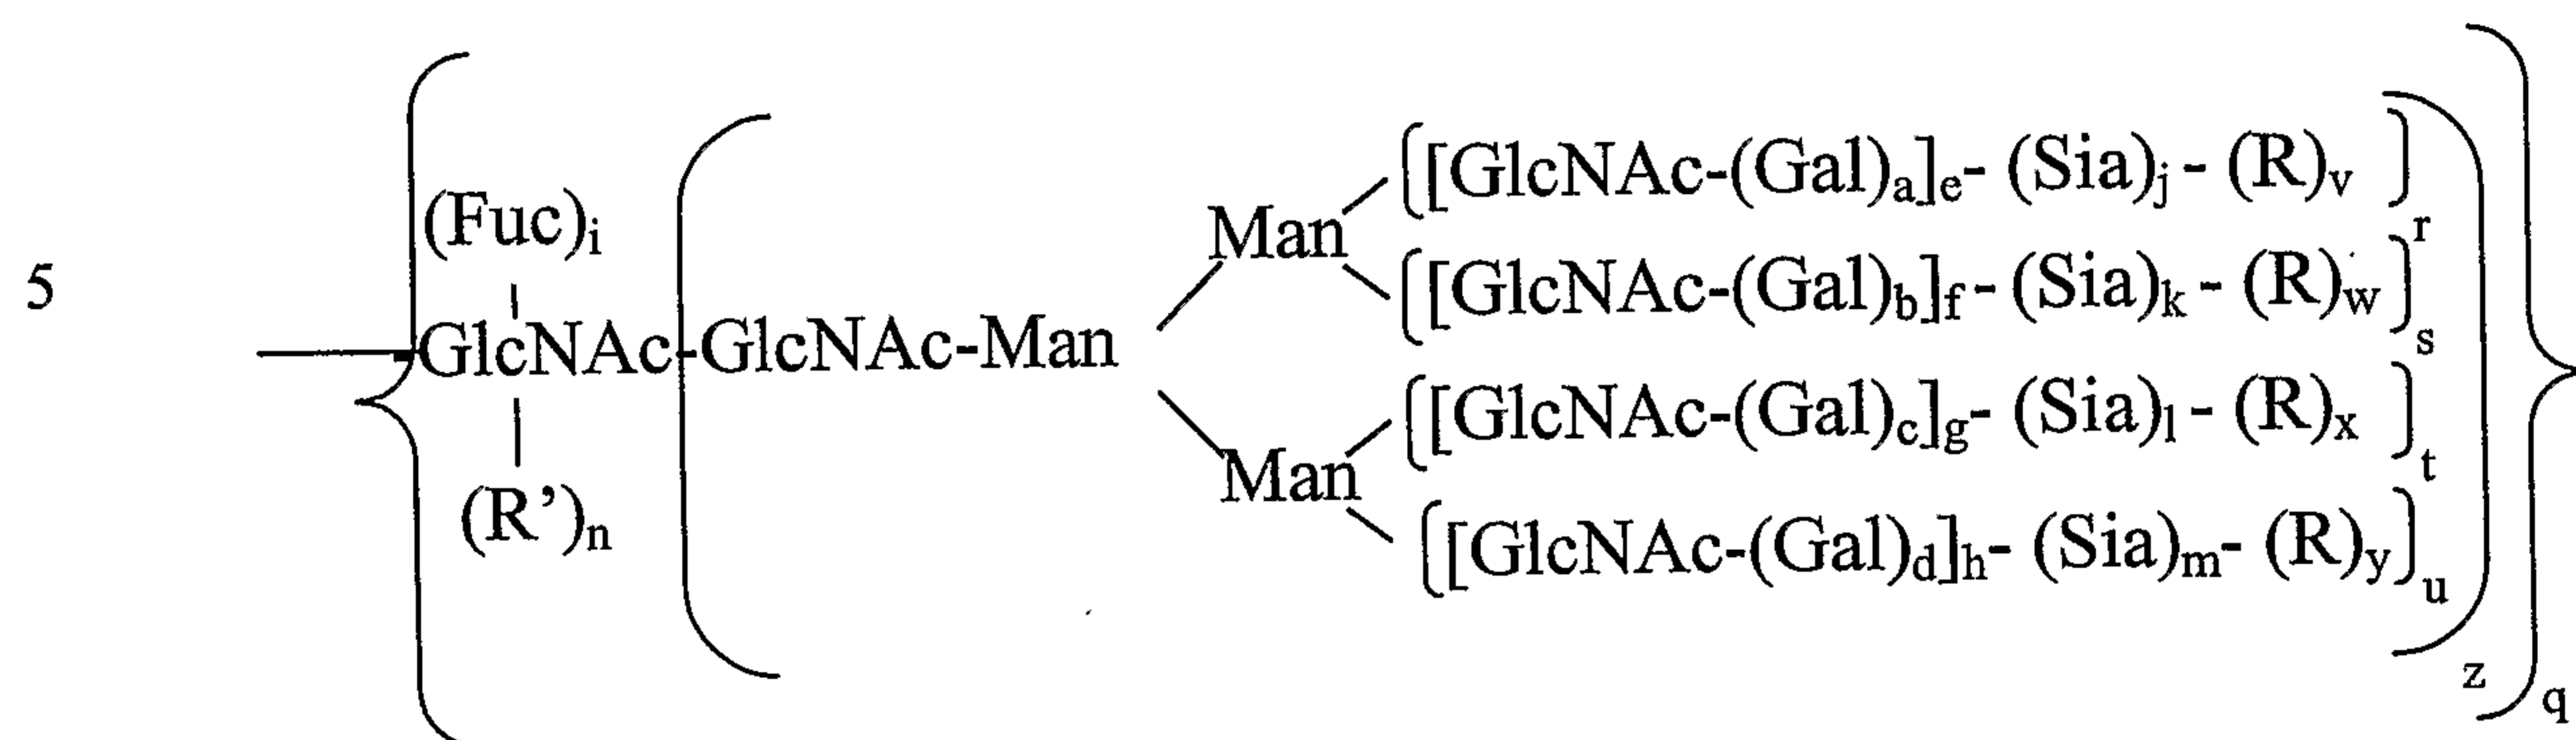 [GlcNAc-(Gal)a]e- (Sia)j - (R)v
r
(Fuc)i
Man
[GlcNAc-(Gal)b]f - (Sia)k - (R)w
s
5
GlcNAc-GlcNAc-Man
[GlcNAc-(Gal)c]g- (Sia)l - (R)x
t
Man
(R’)n
[GlcNAc-(Gal)d]h- (Sia)m- (R)y
u
z
q